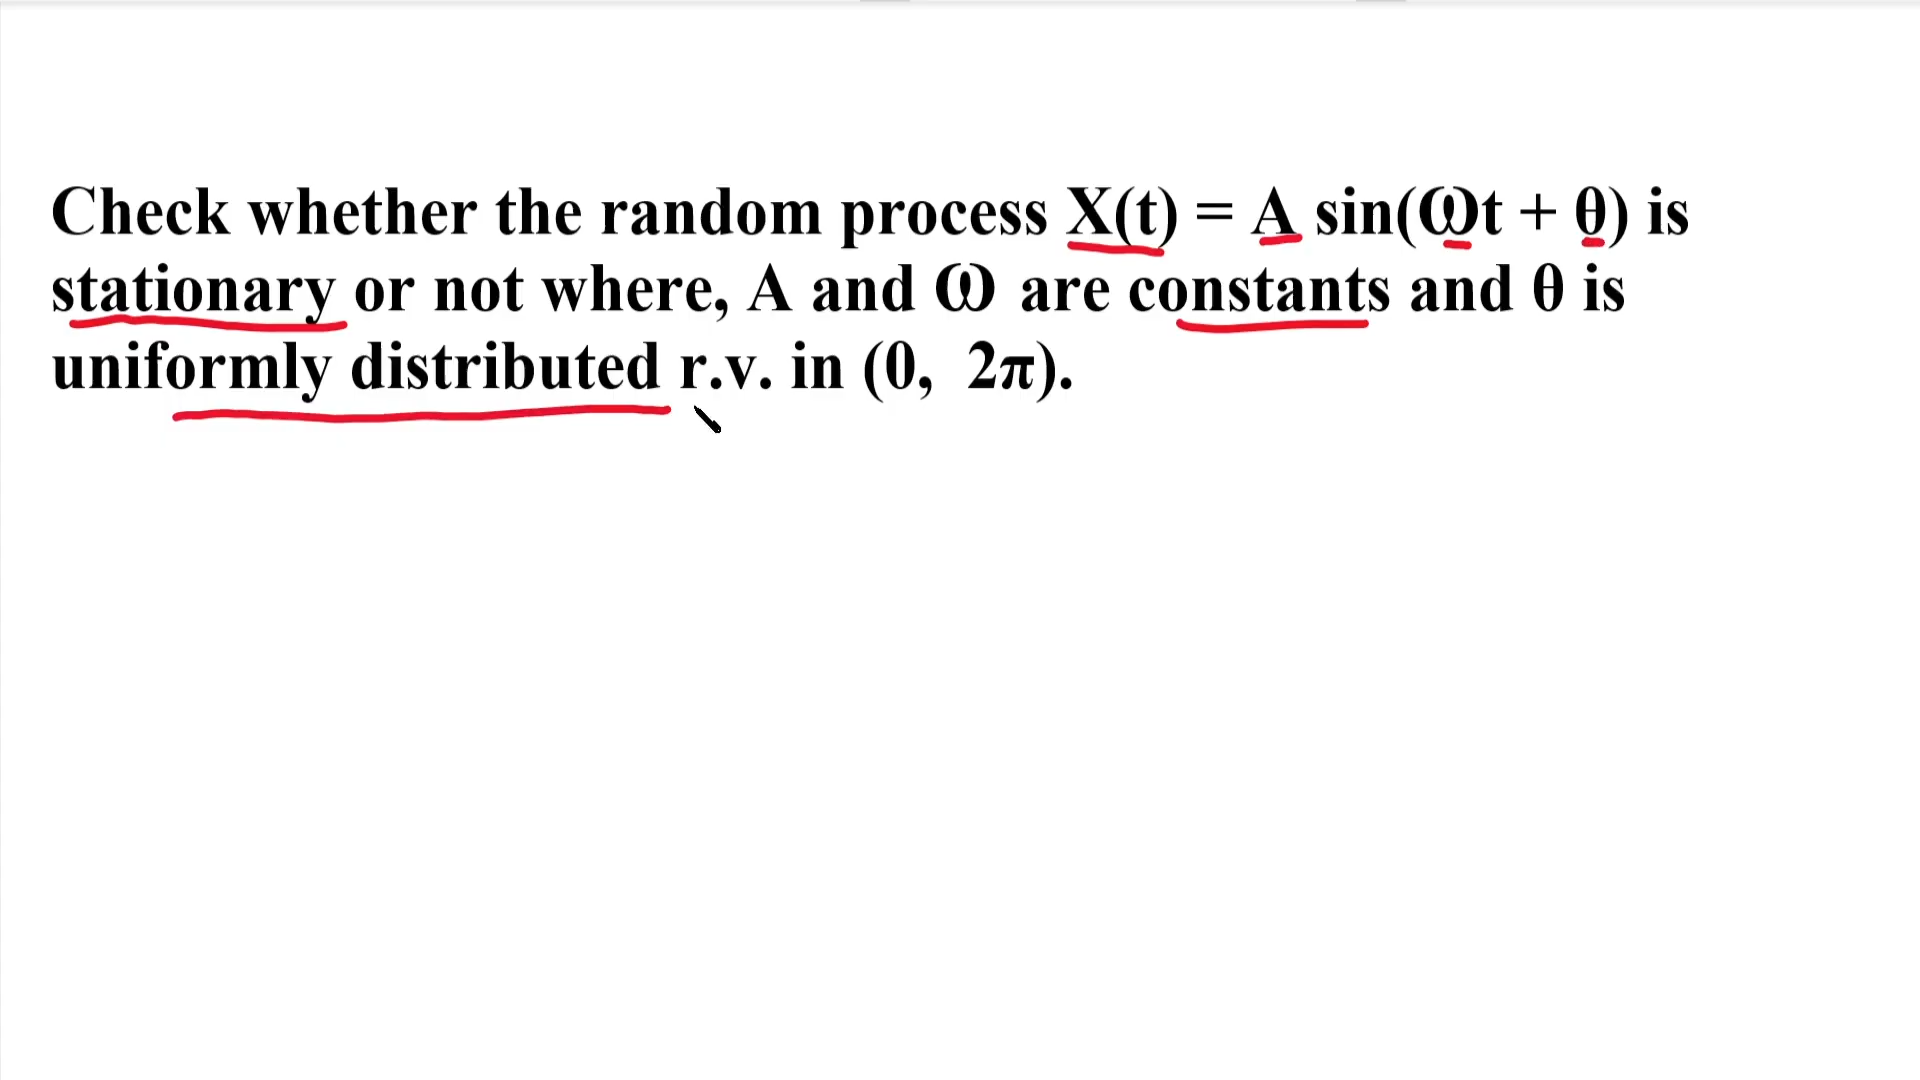 Check whether the random process X(t) = A sin(ωt + θ) is
stationary or not where, A and ω are constants and θ is
uniformly distributed r.v. in (0, 2π).